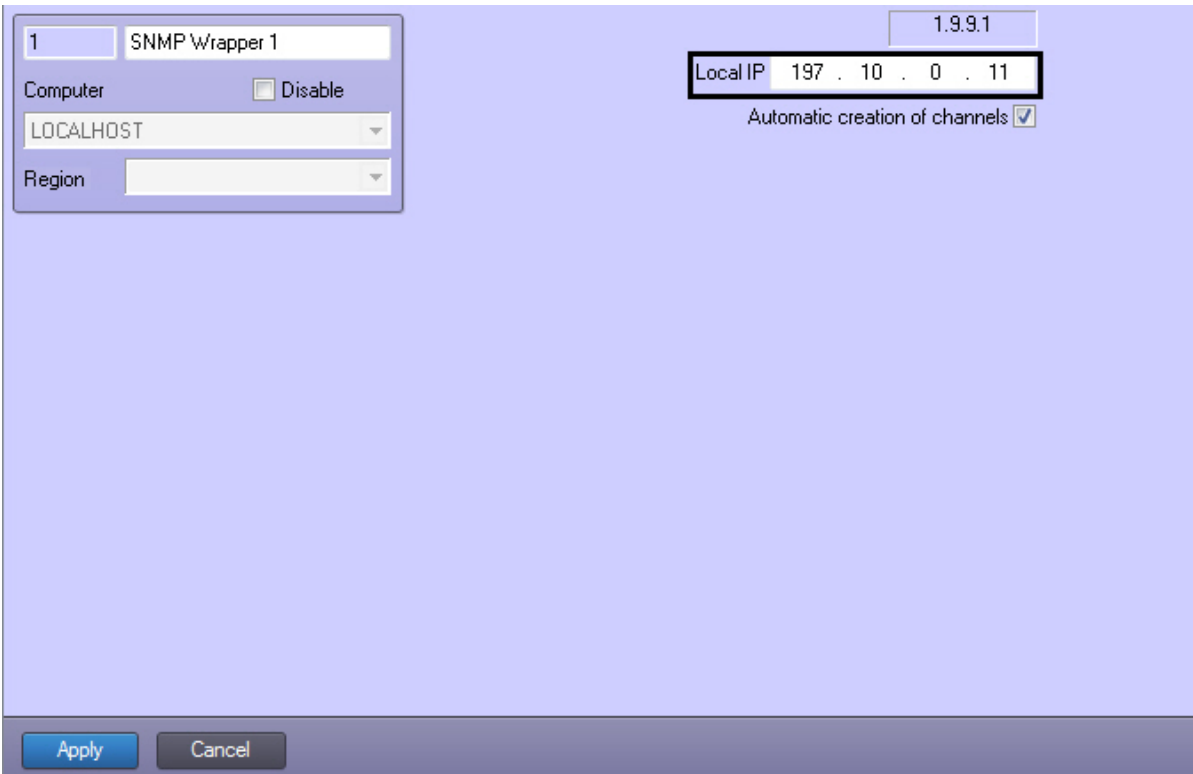 1 SNMP Wrapper 1
Computer Disable
LOCALHOST
Region
1.9.9.1
Local IP 197 . 10 . 0 . 11
Automatic creation of channels
Apply Cancel